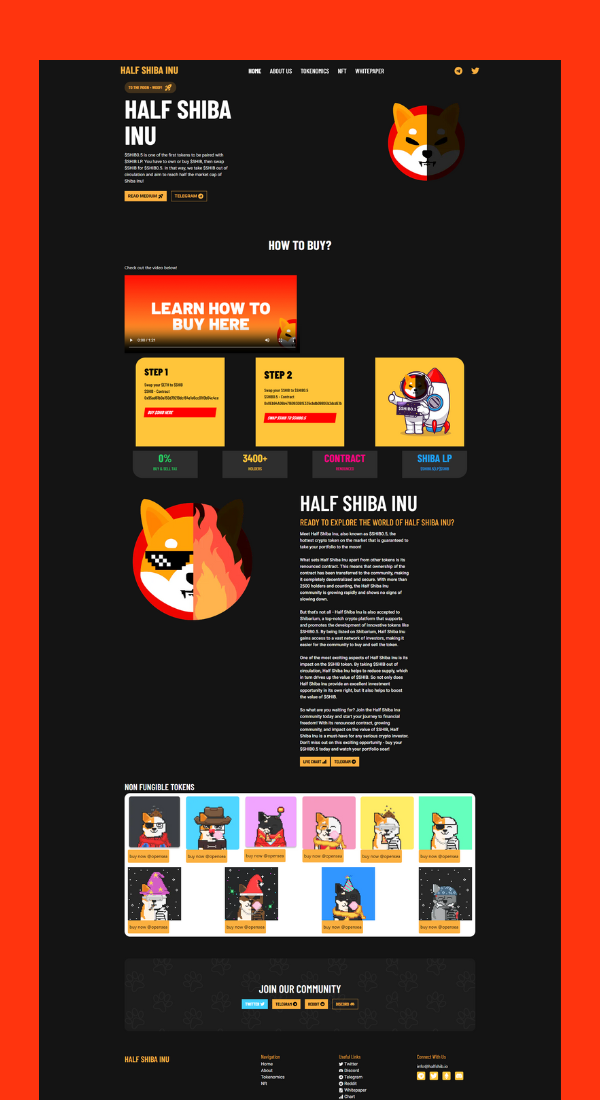 HALF SHIBA INU
HOME ABOUT US TOKENOMICS NFT WHITEPAPER
TO THE MOON - READY
HALF SHIBA
INU
$SHIB0.5 is one of the first tokens to be paired with
$SHIB LP. You have to own or buy $SHIB, then swap
$SHIB for $SHIB0.5. In that way, we take $SHIB out of
circulation and aim to reach half the market cap of
Shiba Inu!
READ MEDIUM
TELEGRAM
HOW TO BUY?
Check out the video below!
LEARN HOW TO
BUY HERE
STEP 1
Swap your $ETH to $SHIB
$SHIB - Contract
BUY $SHIB HERE
STEP 2
Swap your $SHIB to $SHIB0.5
$SHIB0.5 - Contract
SWAP $SHIB TO $SHIB0.5
$SHIB0.5
0%
BUY & SELL TAX
3400+
HOLDERS
CONTRACT
RENOUNCED
SHIBA LP
HALF SHIBA INU
READY TO EXPLORE THE WORLD OF HALF SHIBA INU?
Meet Half Shiba Inu, also known as $SHIB0.5, the
hottest crypto token on the market that is guaranteed to
take your portfolio to the moon!
What sets Half Shiba Inu apart from other tokens is its
renounced contract. This means that ownership of the
contract has been transferred to the community, making
it completely decentralized and secure. With more than
2500 holders and counting, the Half Shiba Inu
community is growing rapidly and shows no signs of
slowing down.
But that's not all - Half Shiba Inu is also accepted to
Shibarium, a top-notch crypto platform that supports
and promotes the development of innovative tokens like
$SHIB0.5. By being listed on Shibarium, Half Shiba Inu
gains access to a vast network of investors, making it
easier for the community to buy and sell the token.
One of the most exciting aspects of Half Shiba Inu is its
impact on the $SHIB token. By taking $SHIB out of
circulation, Half Shiba Inu helps to reduce supply, which
in turn drives up the value of $SHIB. So not only does
Half Shiba Inu provide an excellent investment
opportunity in its own right, but it also helps to boost
the value of $SHIB.
So what are you waiting for? Join the Half Shiba Inu
community today and start your journey to financial
freedom! With its renounced contract, growing
community, and impact on the value of $SHIB, Half
Shiba Inu is a must-have for any serious crypto investor.
Don't miss out on this exciting opportunity - buy your
$SHIB0.5 today and watch your portfolio soar!
LIVE CHART
TELEGRAM
NON FUNGIBLE TOKENS
buy now @opensea buy now @opensea buy now @opensea buy now @opensea buy now @opensea buy now @opensea
buy now @opensea buy now @opensea buy now @opensea buy now @opensea
JOIN OUR COMMUNITY
TWITTER
TELEGRAM
REDDIT
DISCORD
HALF SHIBA INU
Navigation
Home
About
Tokenomics
NFt
Useful Links
Twitter
Discord
Telegram
Reddit
Whitepaper
Chart
Connect With Us
info@halfshib.io